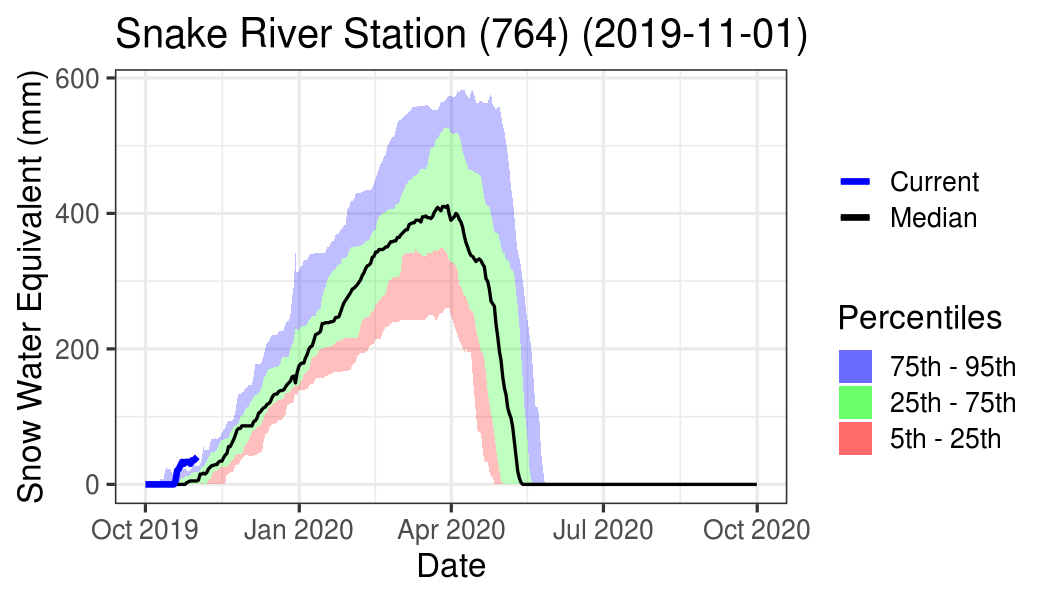 Snake River Station (764) (2019-11-01)
Snow Water Equivalent (mm)
600
400
200
0
Oct 2019
Jan 2020
Apr 2020
Jul 2020
Oct 2020
Date
Current
Median
Percentiles
75th - 95th
25th - 75th
5th - 25th